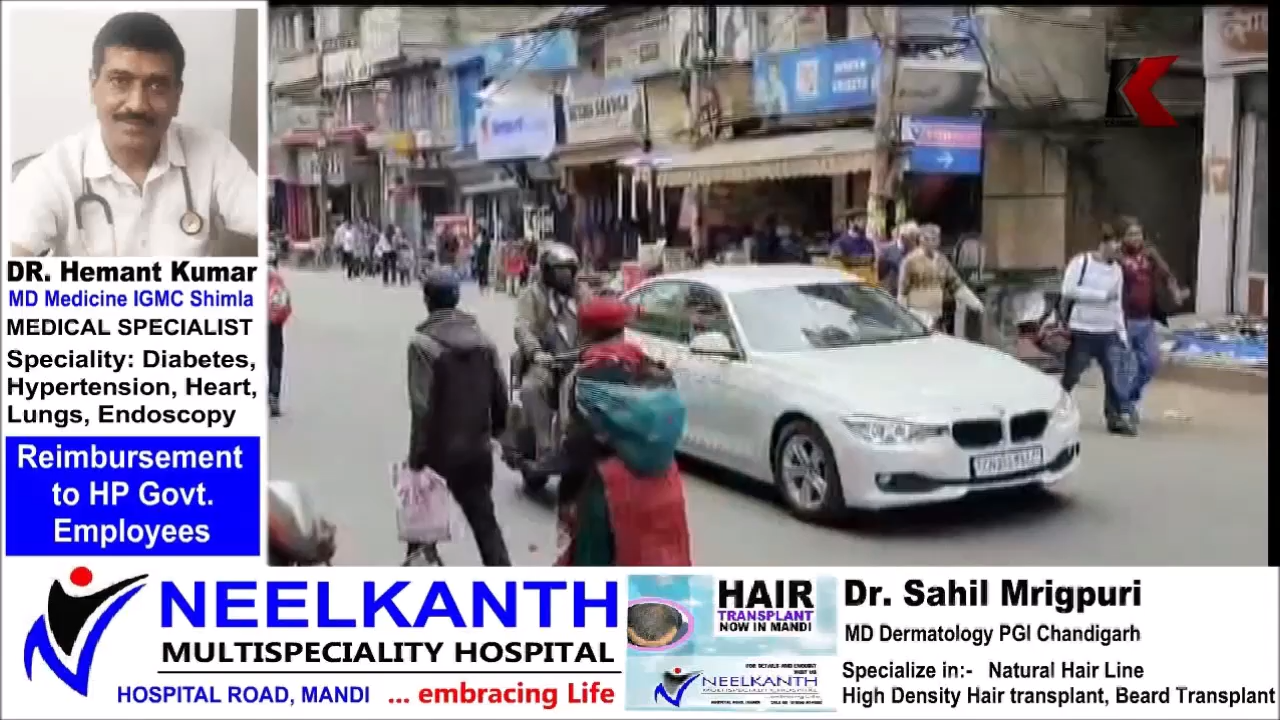 DR. Hemant Kumar
MD Medicine IGMC Shimla
MEDICAL SPECIALIST
Speciality: Diabetes,
Hypertension, Heart,
Lungs, Endoscopy
Reimbursement
to HP Govt.
Employees
NEELKANTH
MULTISPECIALITY HOSPITAL
HOSPITAL ROAD, MANDI ... embracing Life
HAIR
TRANSPLANT
NOW IN MANDI
NEELKANTH
MULTISPECIALITY HOSPITAL
Dr. Sahil Mrigpuri
MD Dermatology PGI Chandigarh
Specialize in:- Natural Hair Line
High Density Hair transplant, Beard Transplant